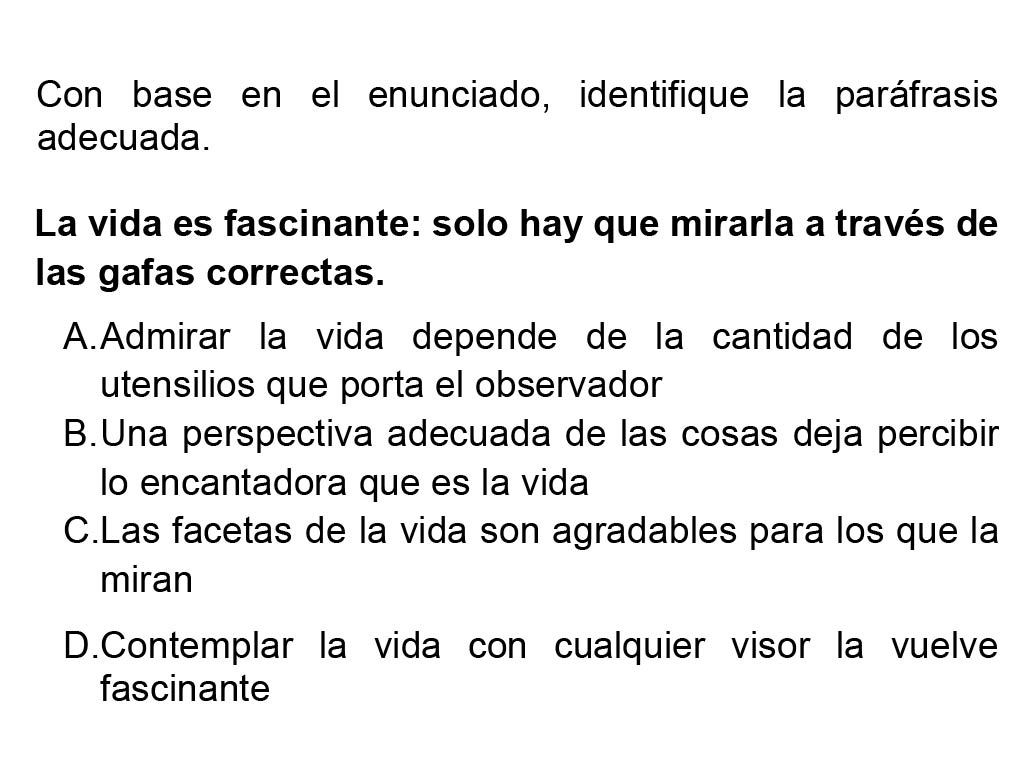 Con base en el enunciado, identifique la paráfrasis
adecuada.
La vida es fascinante: solo hay que mirarla a través de
las gafas correctas.
A.Admirar la vida depende de la cantidad de los
utensilios que porta el observador
B.Una perspectiva adecuada de las cosas deja percibir
lo encantadora que es la vida
C.Las facetas de la vida son agradables para los que la
miran
D.Contemplar la vida con cualquier visor la vuelve
fascinante